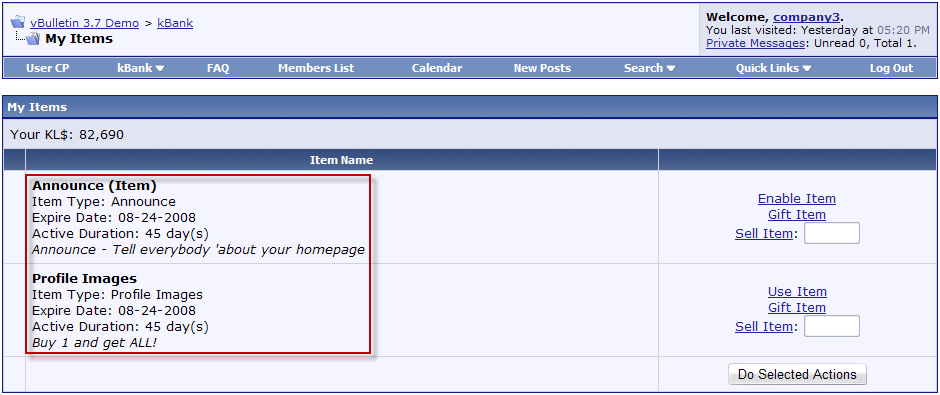 vBulletin 3.7 Demo > kBank
My Items
Welcome, company3.
You last visited: Yesterday at 05:20 PM
Private Messages: Unread 0, Total 1.
User CP kBank FAQ Members List Calendar New Posts Search Quick Links Log Out
My Items
Your KL$: 82,690
Item Name
Announce (Item)
Item Type: Announce
Expire Date: 08-24-2008
Active Duration: 45 day(s)
Announce - Tell everybody 'about your homepage
Enable Item
Gift Item
Sell Item:
Profile Images
Item Type: Profile Images
Expire Date: 08-24-2008
Active Duration: 45 day(s)
Buy 1 and get ALL!
Use Item
Gift Item
Sell Item:
Do Selected Actions